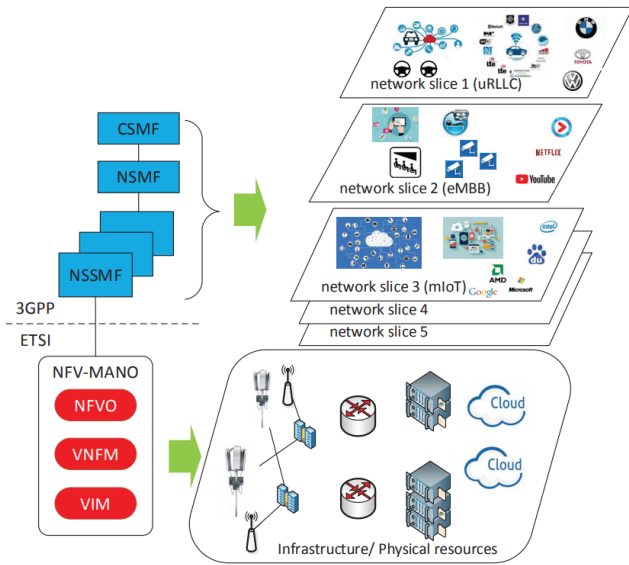 CSMF
NSMF
NSSMF
3GPP
ETSI
NFV-MANO
NFVO
VNFM
VIM
TOYOTA
network slice 1 (uRLLC)
NETFLIX
YouTube
network slice 2 (eMBB)
intel
du
AMD
Google
Microsoft
network slice 3 (mIoT)
network slice 4
network slice 5
Cloud
Cloud
Infrastructure/ Physical resources